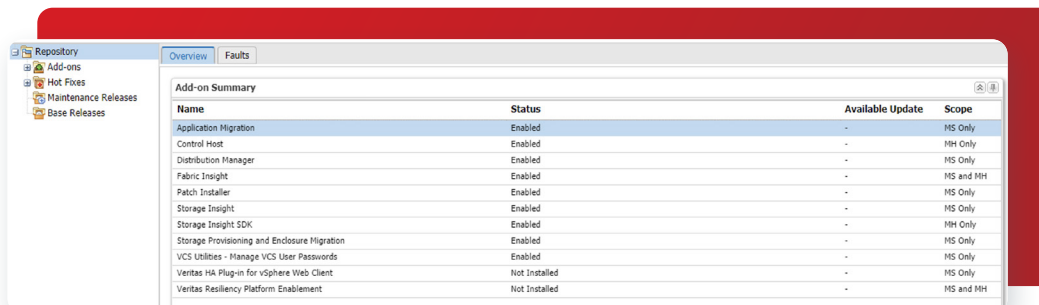 Repository
Add-ons
Hot Fixes
Maintenance Releases
Base Releases
Overview Faults
Add-on Summary
Name Status Available Update Scope
Application Migration Enabled - MS Only
Control Host Enabled - MH Only
Distribution Manager Enabled - MS Only
Fabric Insight Enabled - MS and MH
Patch Installer Enabled - MS Only
Storage Insight Enabled - MS Only
Storage Insight SDK Enabled - MH Only
Storage Provisioning and Enclosure Migration Enabled - MS Only
VCS Utilities - Manage VCS User Passwords Enabled - MS Only
Veritas HA Plug-in for vSphere Web Client Not Installed - MS Only
Veritas Resiliency Platform Enablement Not Installed - MS and MH